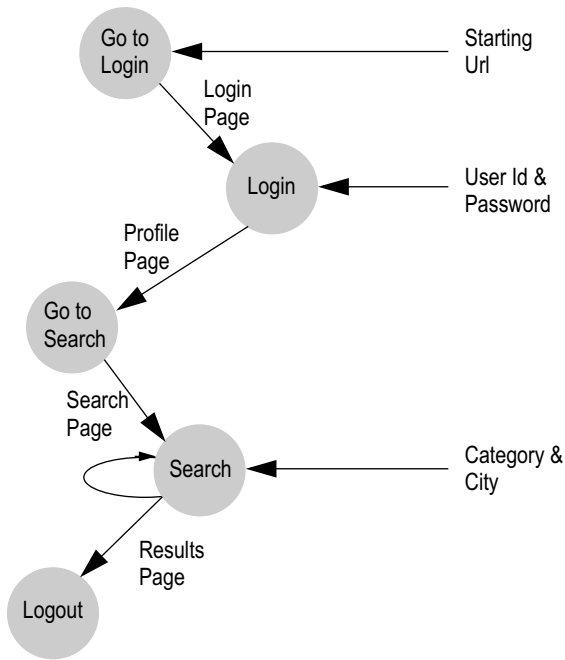 Go to
Login
Starting
Url
Login
Page
Login
User Id &
Password
Profile
Page
Go to
Search
Search
Page
Search
Category &
City
Results
Page
Logout